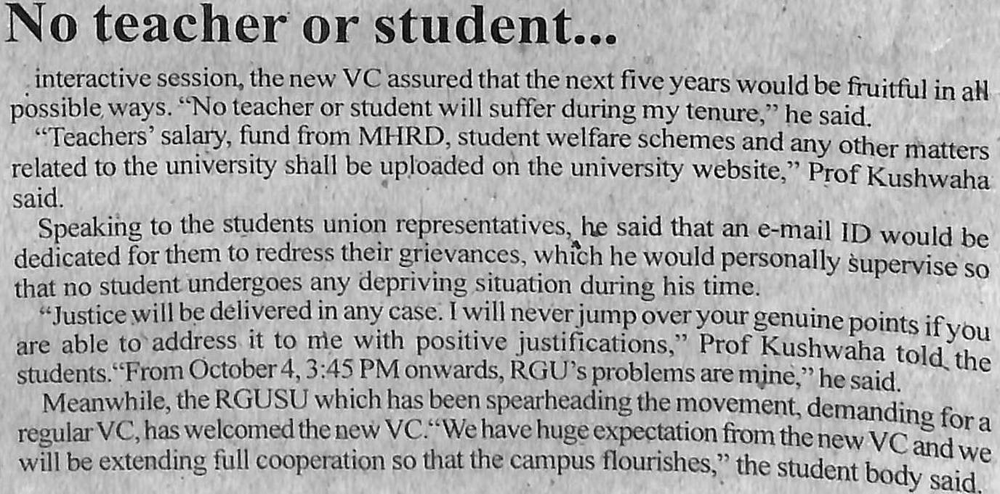 No teacher or student...
interactive session, the new VC assured that the next five years would be fruitful in all
possible ways. “No teacher or student will suffer during my tenure,” he said.
“Teachers’ salary, fund from MHRD, student welfare schemes and any other matters
related to the university shall be uploaded on the university website,” Prof Kushwaha
said.
Speaking to the students union representatives, he said that an e-mail ID would be
dedicated for them to redress their grievances, which he would personally supervise so
that no student undergoes any depriving situation during his time.
“Justice will be delivered in any case. I will never jump over your genuine points if you
are able to address it to me with positive justifications,” Prof Kushwaha told the
students.“From October 4, 3:45 PM onwards, RGU’s problems are mine,” he said.
Meanwhile, the RGUSU which has been spearheading the movement, demanding for a
regular VC, has welcomed the new VC.“We have huge expectation from the new VC and we
will be extending full cooperation so that the campus flourishes,” the student body said.